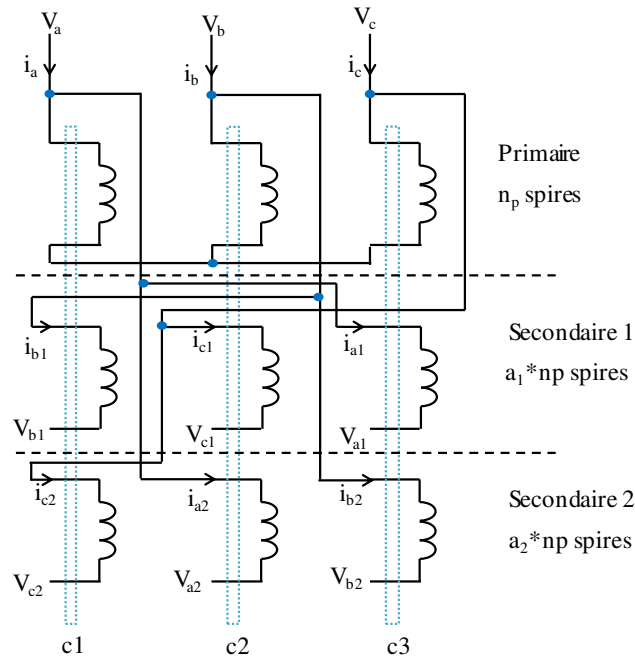 Va Vb Vc
ia ib ic
Primaire
np spires
ib1 ic1 ia1
Secondaire 1
a1*np spires
Vb1 Vc1 Va1
ic2 ia2 ib2
Secondaire 2
a2*np spires
Vc2 Va2 Vb2
c1 c2 c3